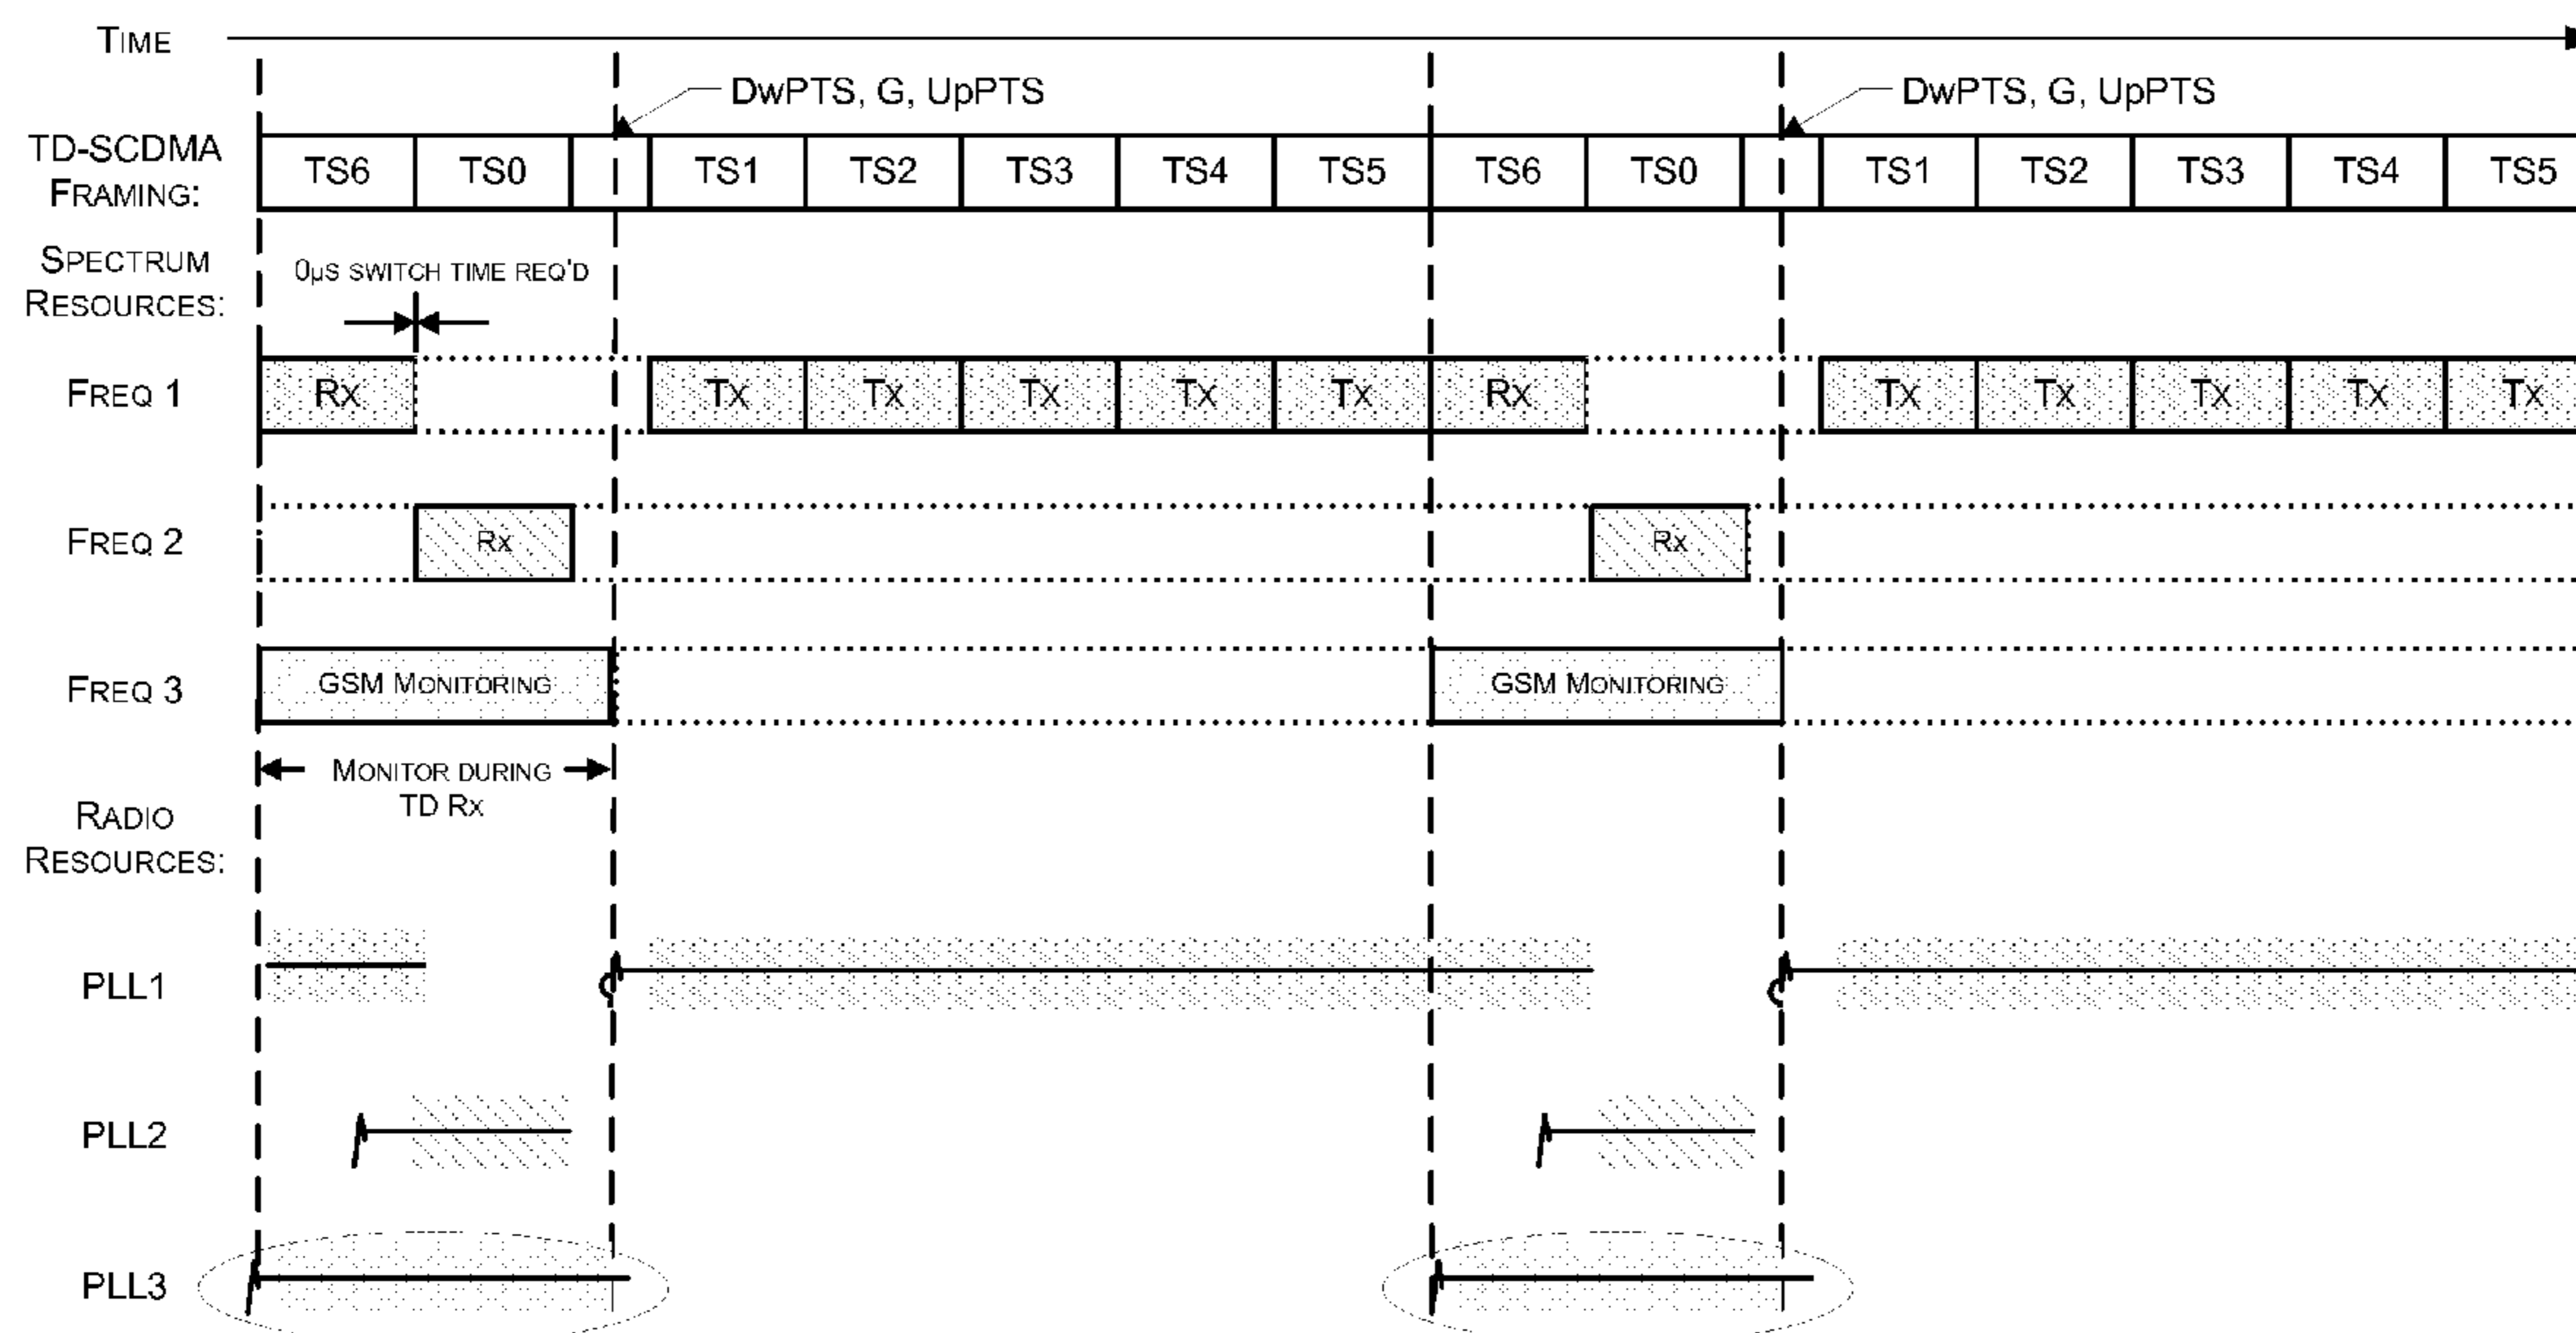 TIME
DwPTS, G, UpPTS DwPTS, G, UpPTS
TD-SCDMA
FRAMING:
TS6 TS0 TS1 TS2 TS3 TS4 TS5 TS6 TS0 TS1 TS2 TS3 TS4 TS5
SPECTRUM
RESOURCES:
0µS SWITCH TIME REQ'D
FREQ 1 RX TX TX TX TX TX RX TX TX TX TX TX
FREQ 2 RX RX
FREQ 3 GSM MONITORING GSM MONITORING
MONITOR DURING
TD RX
RADIO
RESOURCES:
PLL1
PLL2
PLL3